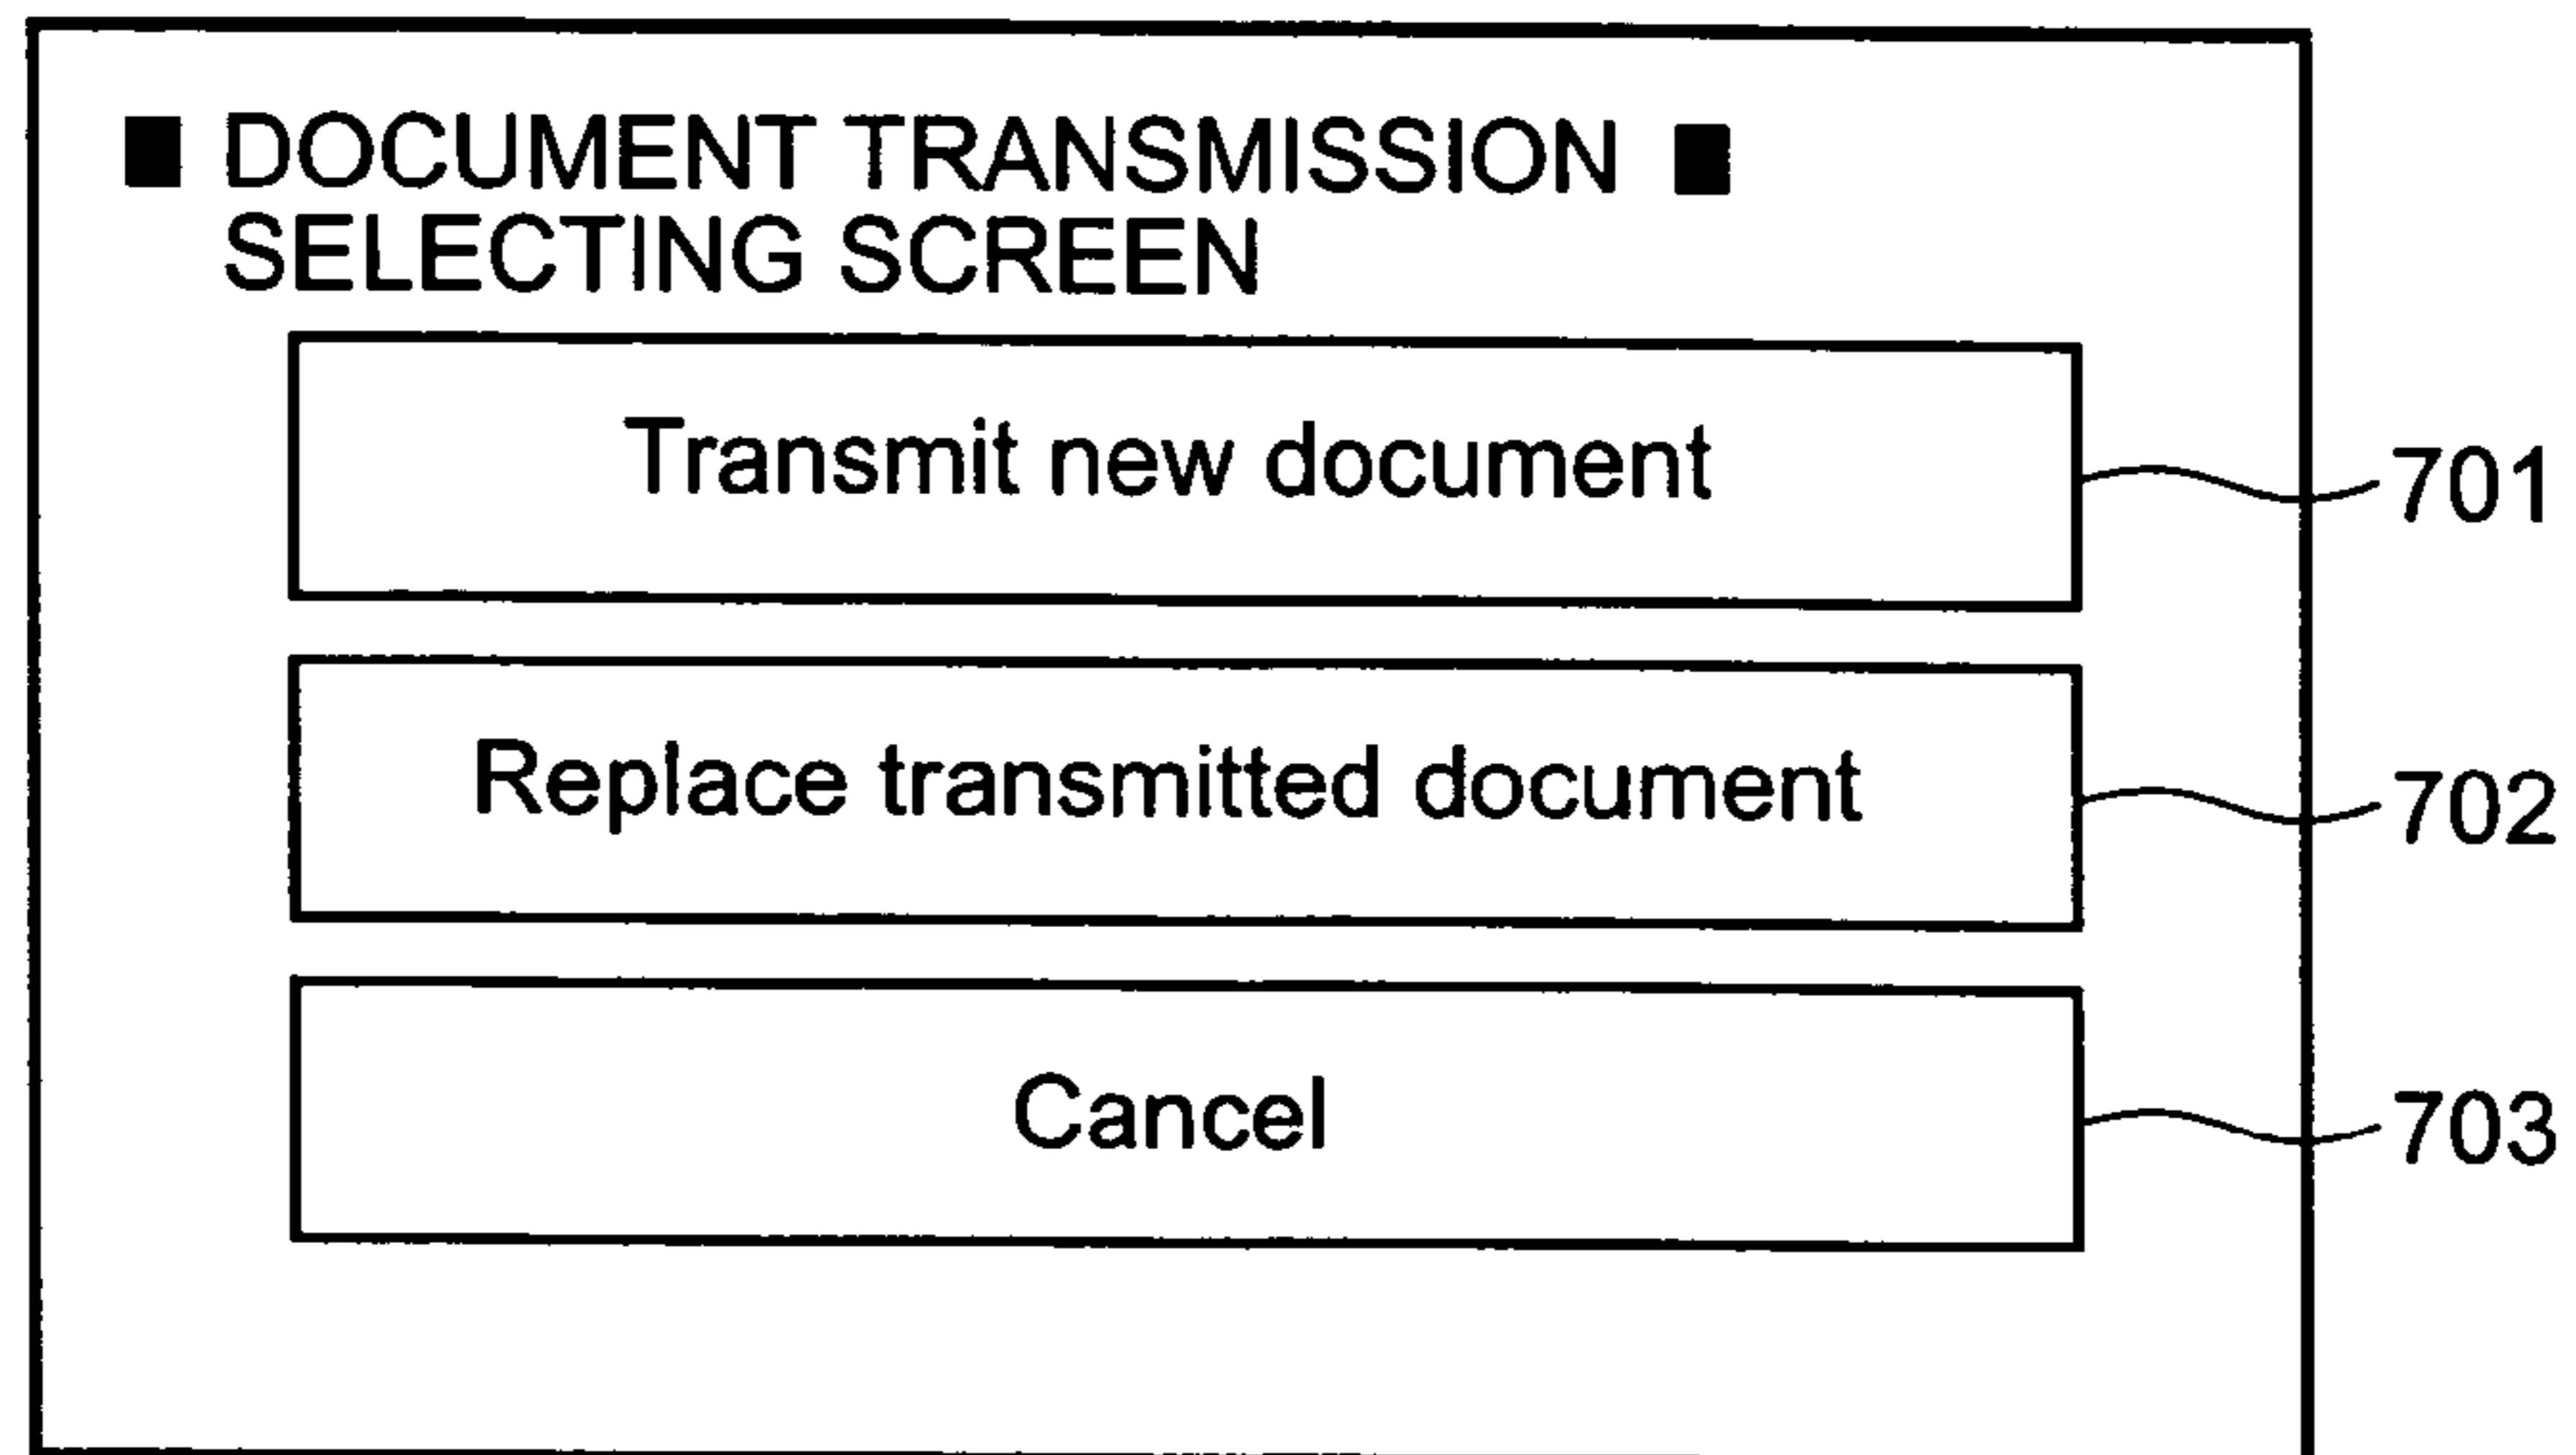 ■ DOCUMENT TRANSMISSION ■
SELECTING SCREEN
Transmit new document
701
Replace transmitted document
702
Cancel
703